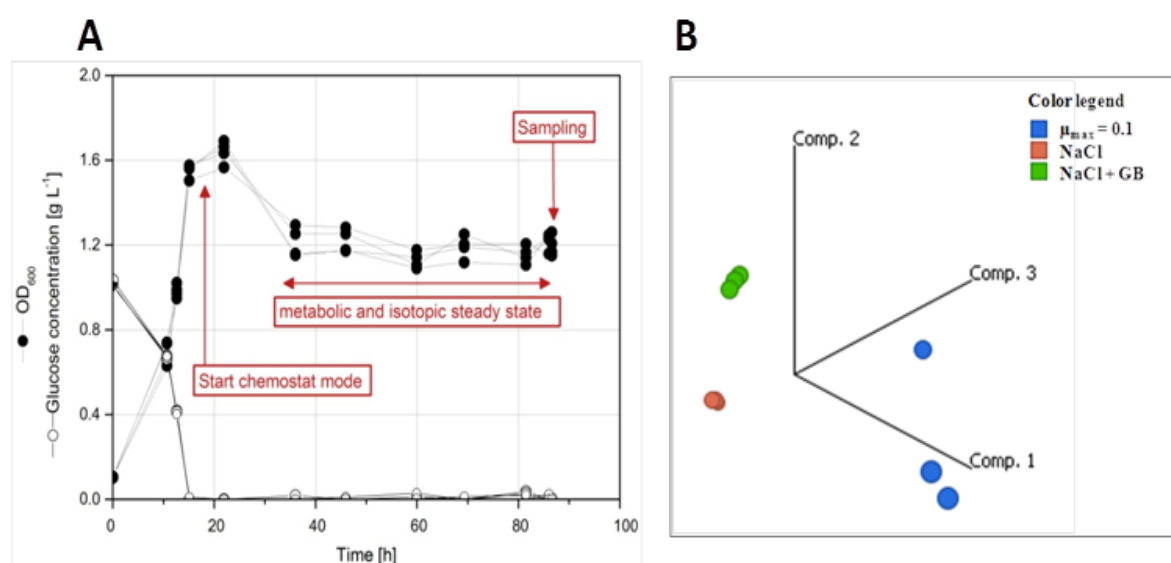 A
B
2.0
1.6
1.2
0.8
0.4
0.0
0
20
40
60
80
100
Time [h]
OD600
Glucose concentration [g L-1]
Sampling
metabolic and isotopic steady state
Start chemostat mode
Color legend
μmax = 0.1
NaCl
NaCl + GB
Comp. 2
Comp. 3
Comp. 1